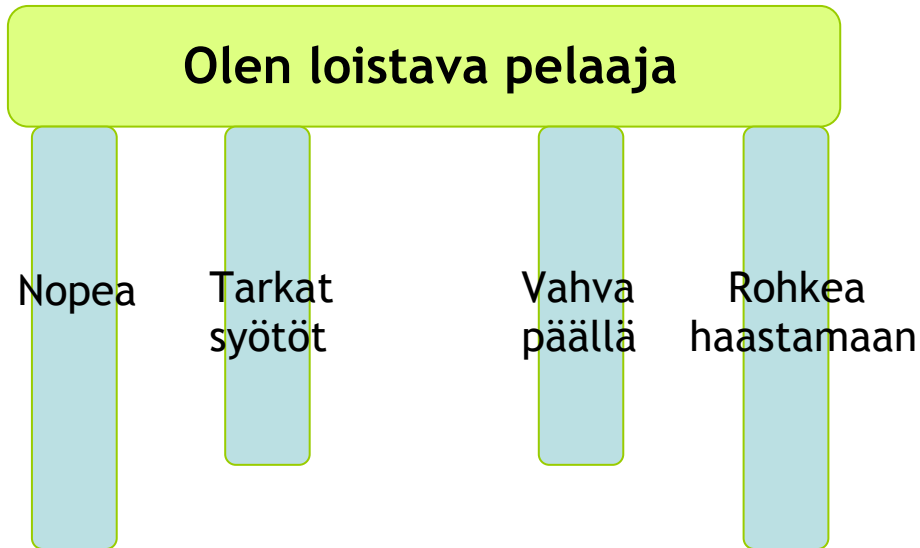 Olen loistava pelaaja
Nopea
Tarkat
syötöt
Vahva
päällä
Rohkea
haastamaan